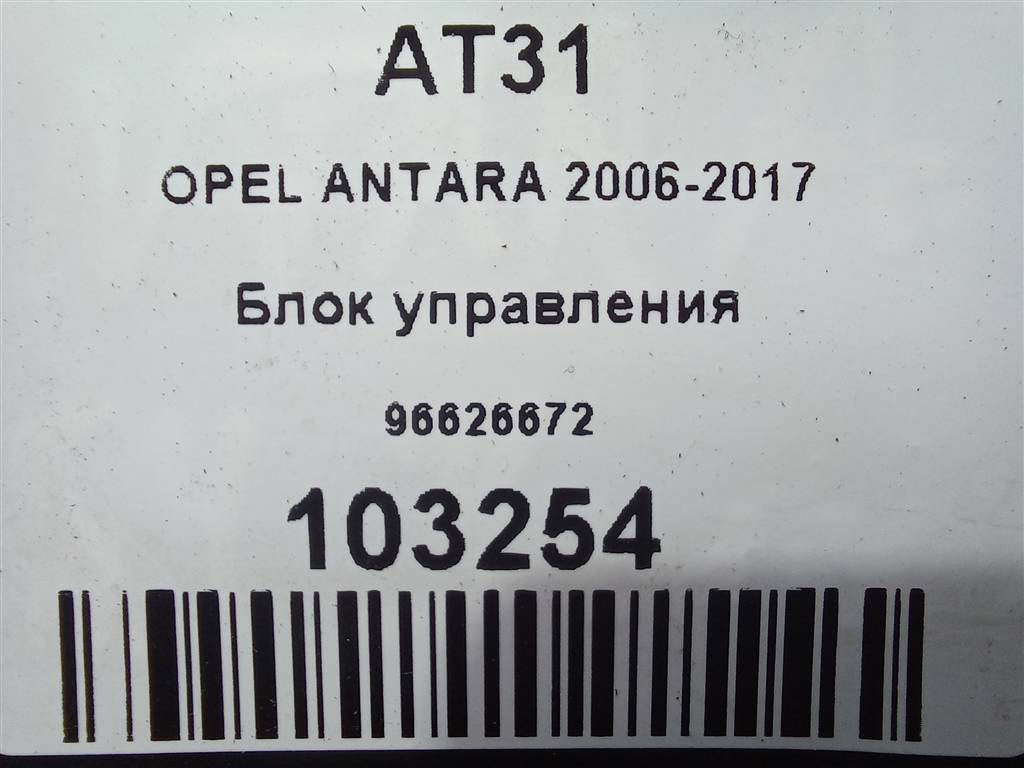 AT31
OPEL ANTARA 2006-2017
Блок управления
96626672
103254